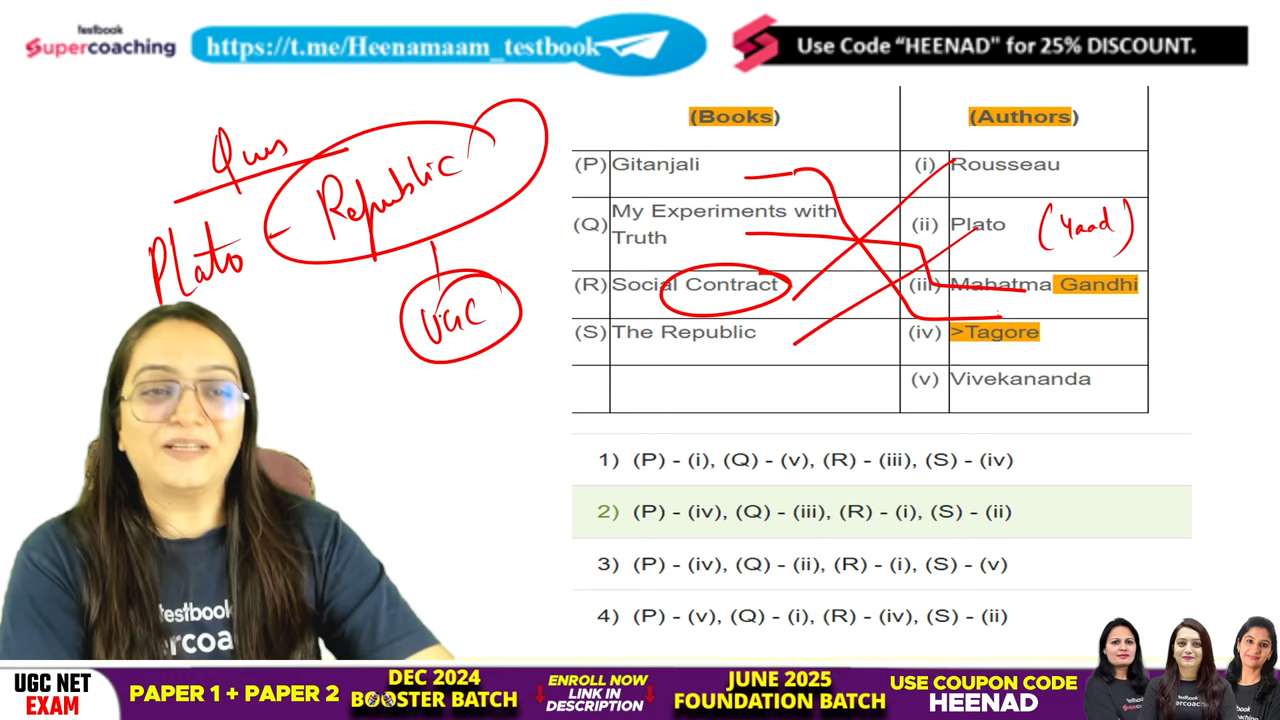 testbook
Supercoaching
https://t.me/Heenamaam_testbook
Use Code “HEENAD" for 25% DISCOUNT.
Ques
Plato - Republic
UGC
(Books) (Authors)
(P) Gitanjali (i) Rousseau
(Q) My Experiments with Truth (ii) Plato (Yaad)
(R) Social Contract (iii) Mahatma Gandhi
(S) The Republic (iv) >Tagore
(v) Vivekananda
1) (P) - (i), (Q) - (v), (R) - (iii), (S) - (iv)
2) (P) - (iv), (Q) - (iii), (R) - (i), (S) - (ii)
3) (P) - (iv), (Q) - (ii), (R) - (i), (S) - (v)
4) (P) - (v), (Q) - (i), (R) - (iv), (S) - (ii)
testbook
ercoa
UGC NET
EXAM
PAPER 1 + PAPER 2
DEC 2024
BOOSTER BATCH
ENROLL NOW
LINK IN
DESCRIPTION
JUNE 2025
FOUNDATION BATCH
USE COUPON CODE
HEENAD